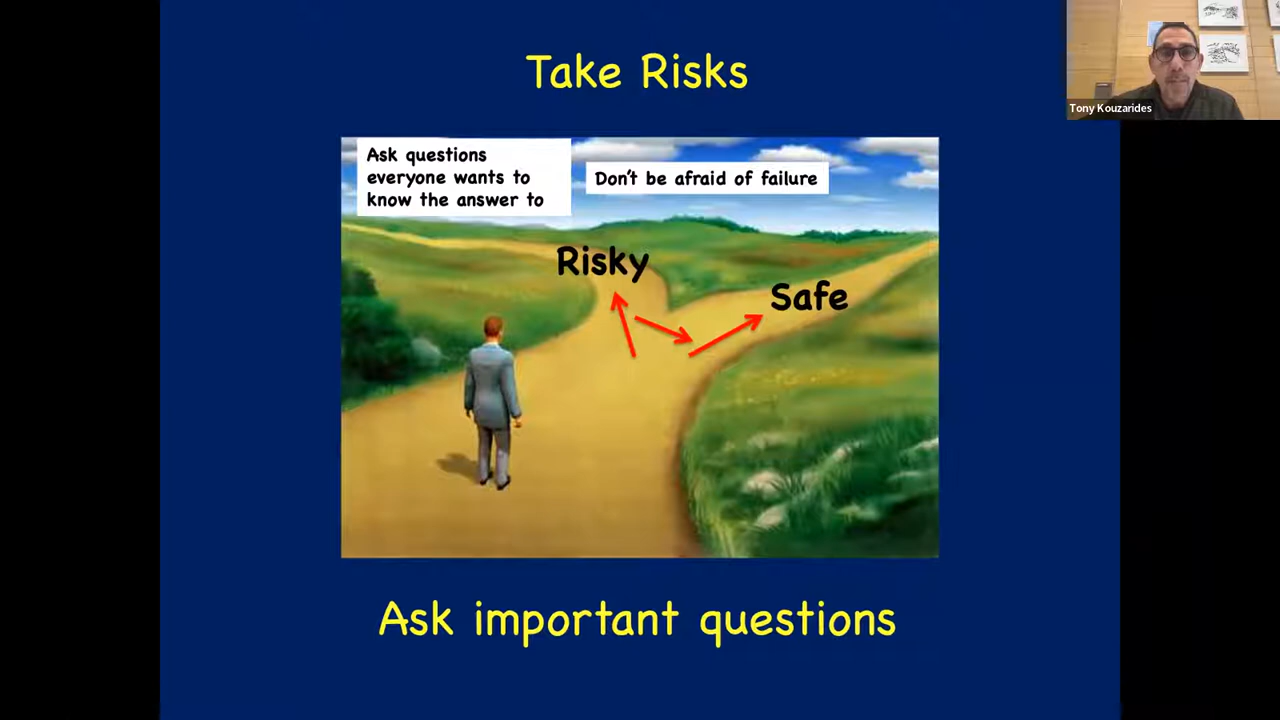 Take Risks
Tony Kouzarides
Ask questions
everyone wants to
know the answer to
Don't be afraid of failure
Risky
Safe
Ask important questions